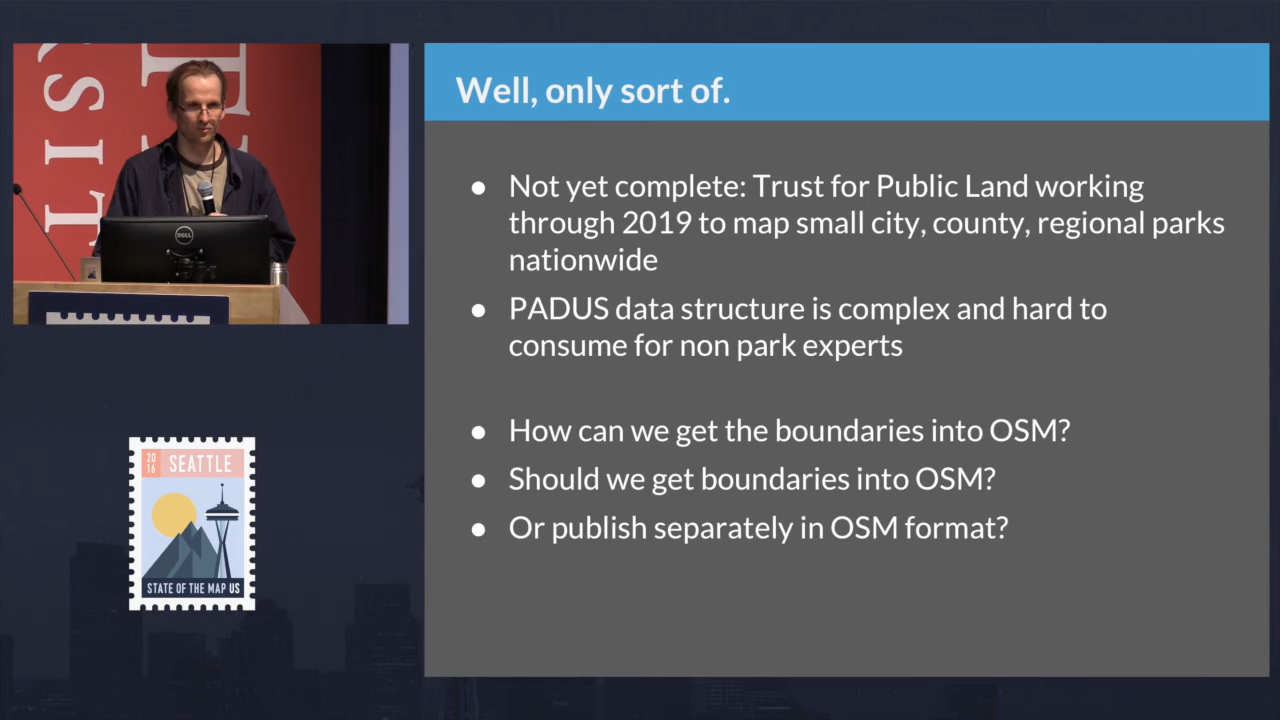 Well, only sort of.
● Not yet complete: Trust for Public Land working
through 2019 to map small city, county, regional parks
nationwide
● PADUS data structure is complex and hard to
consume for non park experts
● How can we get the boundaries into OSM?
● Should we get boundaries into OSM?
● Or publish separately in OSM format?
LIS
DELL
20
16
SEATTLE
STATE OF THE MAP US